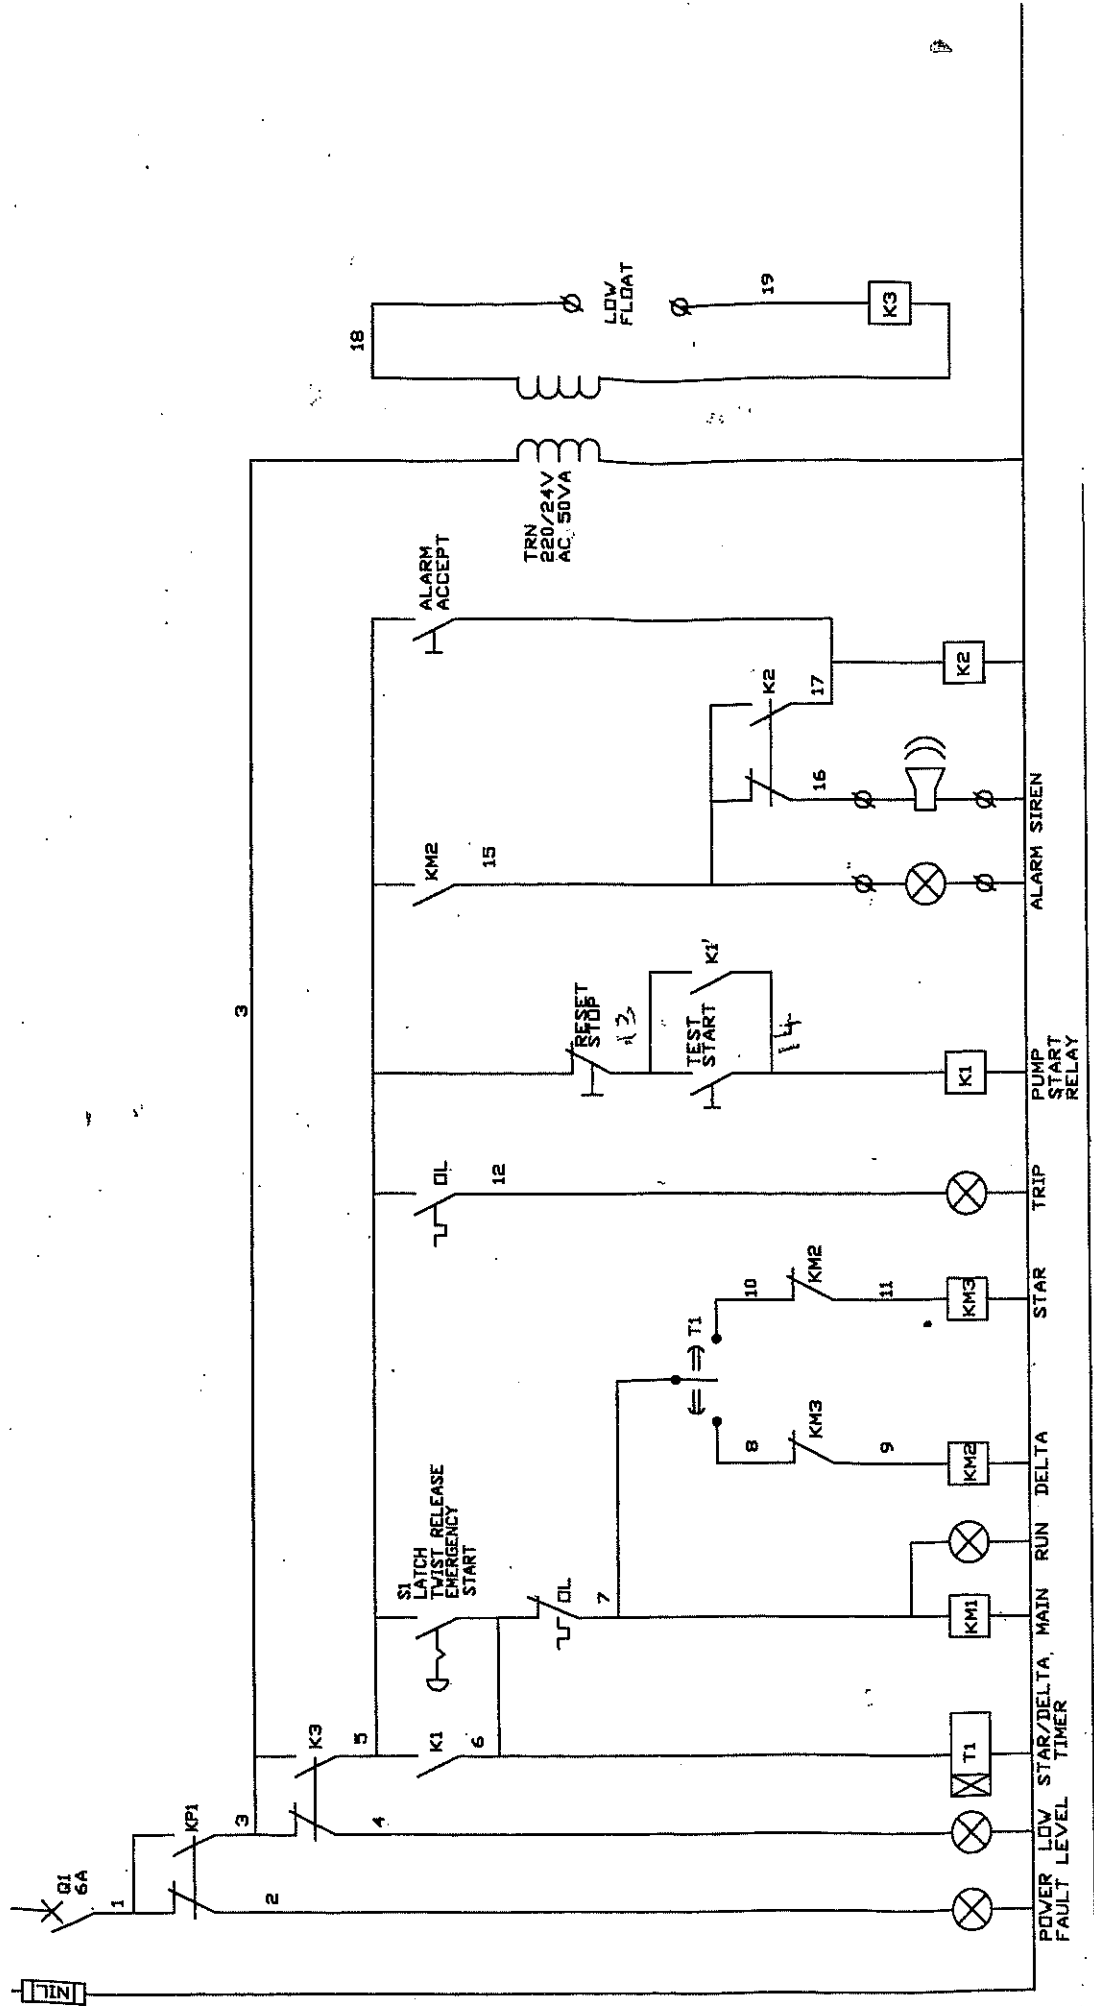 NIL
Q1
6A
1
KP1
2
3
3
K3
4
5
K1
6
S1
LATCH
TWIST RELEASE
EMERGENCY
START
OL
7
T1
8
KM3
9
10
KM2
11
OL
12
RESET
STOP
13
TEST
START
K1'
14
KM2
15
K2
16
17
ALARM
ACCEPT
TRN
220/24V
AC 50VA
18
LOW
FLOAT
19
T1
KM1
KM2
KM3
K1
K2
K3
POWER
FAULT
LOW
LEVEL
STAR/DELTA
TIMER
MAIN
RUN
DELTA
STAR
TRIP
PUMP
START
RELAY
ALARM SIREN